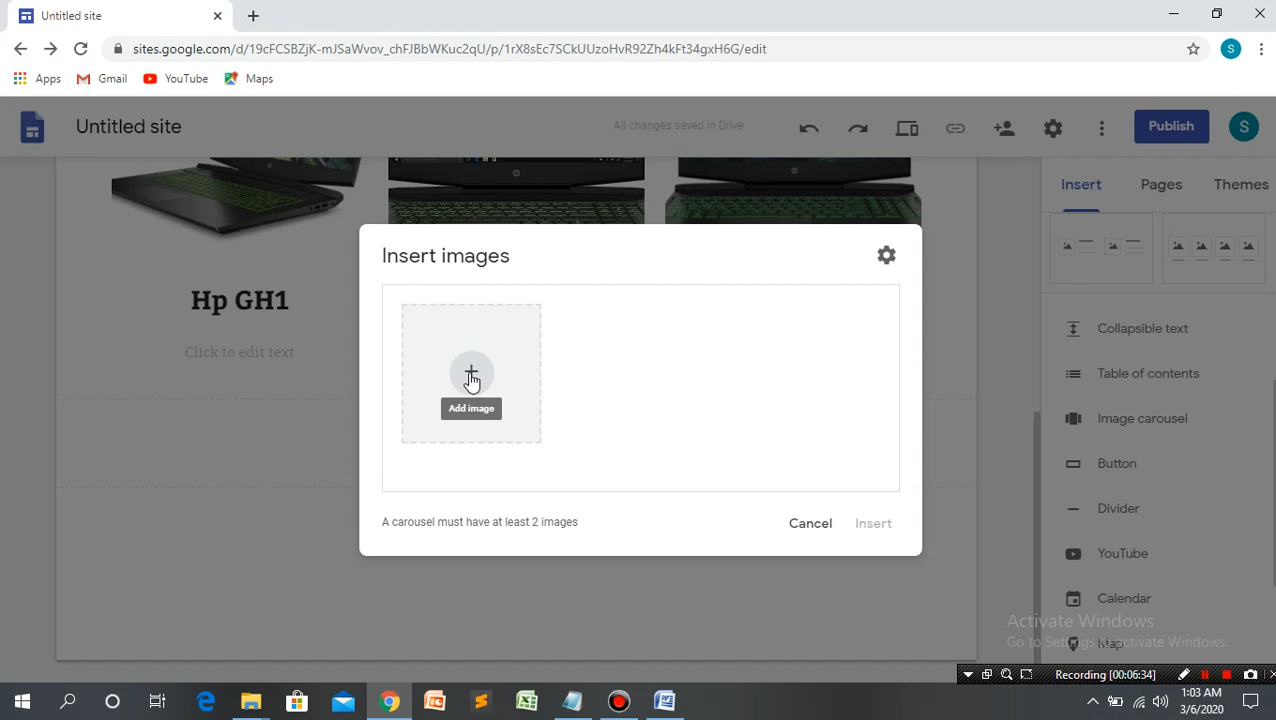 Untitled site
sites.google.com/d/19cFCSBZjK-mJSaWvov_chFJBbWKuc2qU/p/1rX8sEc7SCkUUzoHvR92Zh4kFt34gxH6G/edit
S
Apps
Gmail
YouTube
Maps
Untitled site
All changes saved in Drive
Publish
S
Insert
Pages
Themes
Insert images
Hp GH1
Click to edit text
Add image
A carousel must have at least 2 images
Cancel
Insert
Collapsible text
Table of contents
Image carousel
Button
Divider
YouTube
Calendar
Map
Activate Windows
Go to Settings to activate Windows.
Recording [00:06:34]
1:03 AM
3/6/2020